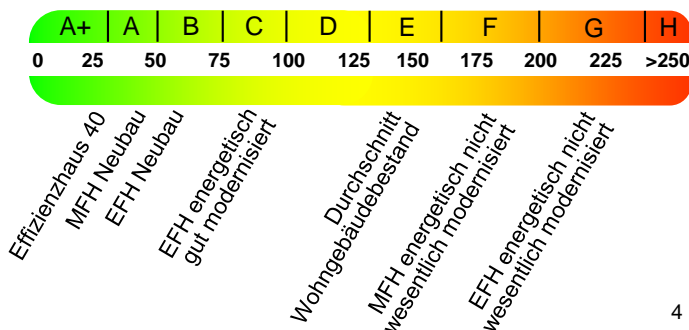 A+ A B C D E F G H
0 25 50 75 100 125 150 175 200 225 >250
Effizienzhaus 40
MFH Neubau
EFH Neubau
EFH energetisch
gut modernisiert
Durchschnitt
Wohngebäudebestand
MFH energetisch nicht
wesentlich modernisiert
EFH energetisch nicht
wesentlich modernisiert
4